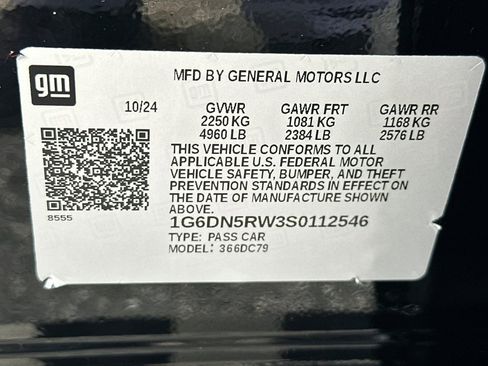 gm
MFD BY GENERAL MOTORS LLC
10/24 GVWR GAWR FRT GAWR RR
2250 KG 1081 KG 1168 KG
4960 LB 2384 LB 2576 LB
THIS VEHICLE CONFORMS TO ALL
APPLICABLE U.S. FEDERAL MOTOR
VEHICLE SAFETY, BUMPER, AND THEFT
PREVENTION STANDARDS IN EFFECT ON
THE DATE OF MANUFACTURE SHOWN
ABOVE.
8555
1G6DN5RW3S0112546
TYPE: PASS CAR
MODEL: 366DC79